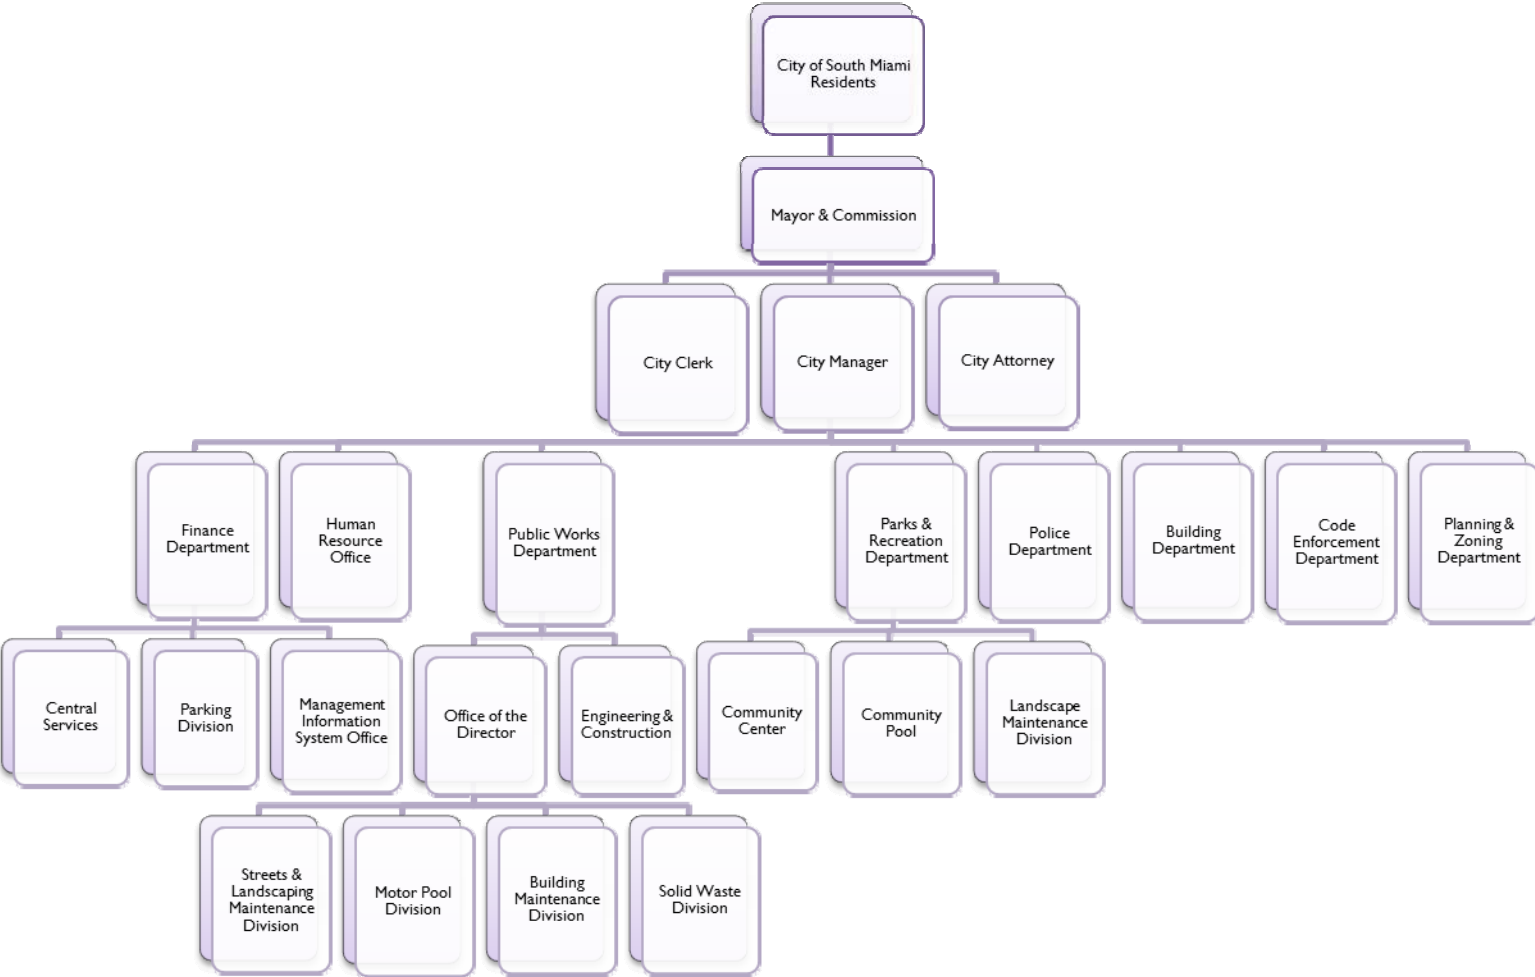 City of South Miami
Residents
Mayor & Commission
City Clerk
City Manager
City Attorney
Finance
Department
Human
Resource
Office
Public Works
Department
Parks &
Recreation
Department
Police
Department
Building
Department
Code
Enforcement
Department
Planning &
Zoning
Department
Central
Services
Parking
Division
Management
Information
System Office
Office of the
Director
Engineering &
Construction
Community
Center
Community
Pool
Landscape
Maintenance
Division
Streets &
Landscaping
Maintenance
Division
Motor Pool
Division
Building
Maintenance
Division
Solid Waste
Division